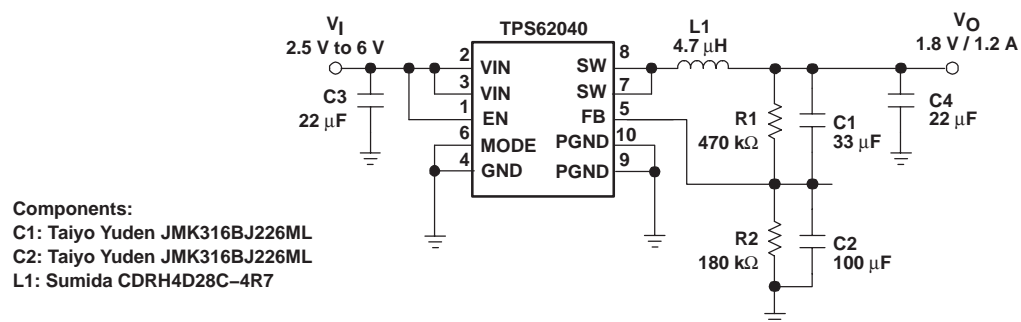 TPS62040
V_I
2.5 V to 6 V
L1
4.7 μH
V_O
1.8 V / 1.2 A
2
VIN
3
VIN
1
EN
6
MODE
4
GND
8
SW
7
SW
5
FB
10
PGND
9
PGND
C3
22 μF
R1
470 kΩ
C1
33 μF
C4
22 μF
R2
180 kΩ
C2
100 μF
Components:
C1: Taiyo Yuden JMK316BJ226ML
C2: Taiyo Yuden JMK316BJ226ML
L1: Sumida CDRH4D28C−4R7